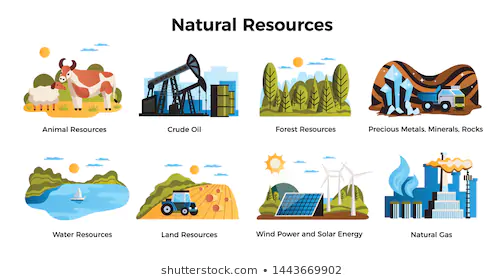 Natural Resources
Animal Resources
Crude Oil
Forest Resources
Precious Metals, Minerals, Rocks
Water Resources
Land Resources
Wind Power and Solar Energy
Natural Gas
shutterstock.com • 1443669902